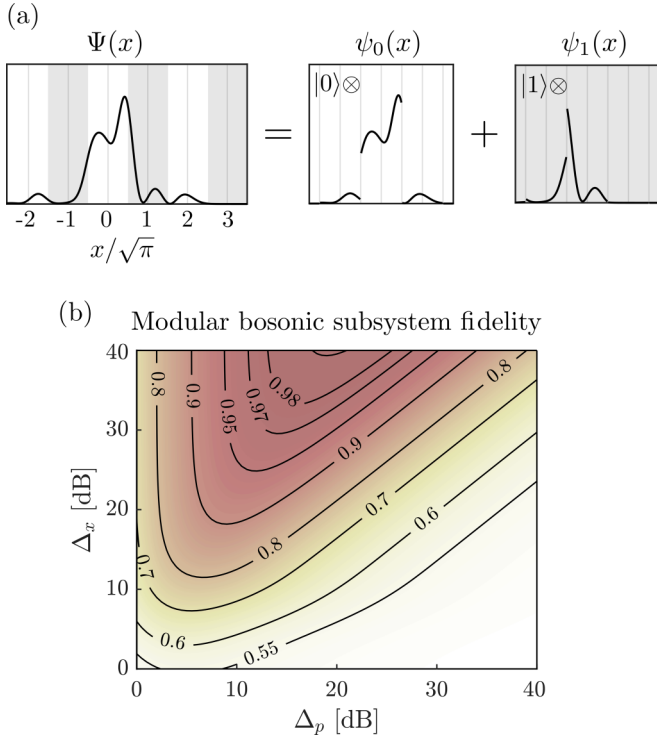 (a)
Ψ(x) ψ₀(x) ψ₁(x)
|0⟩⊗ |1⟩⊗
= +
-2 -1 0 1 2 3
x/√π
(b)
Modular bosonic subsystem fidelity
40
30
20
10
0
Δₓ [dB]
0.8
0.9
0.95
0.97
0.98
0.9
0.8
0.7
0.6
0.8
0.7
0.6
0.55
0 10 20 30 40
Δₚ [dB]